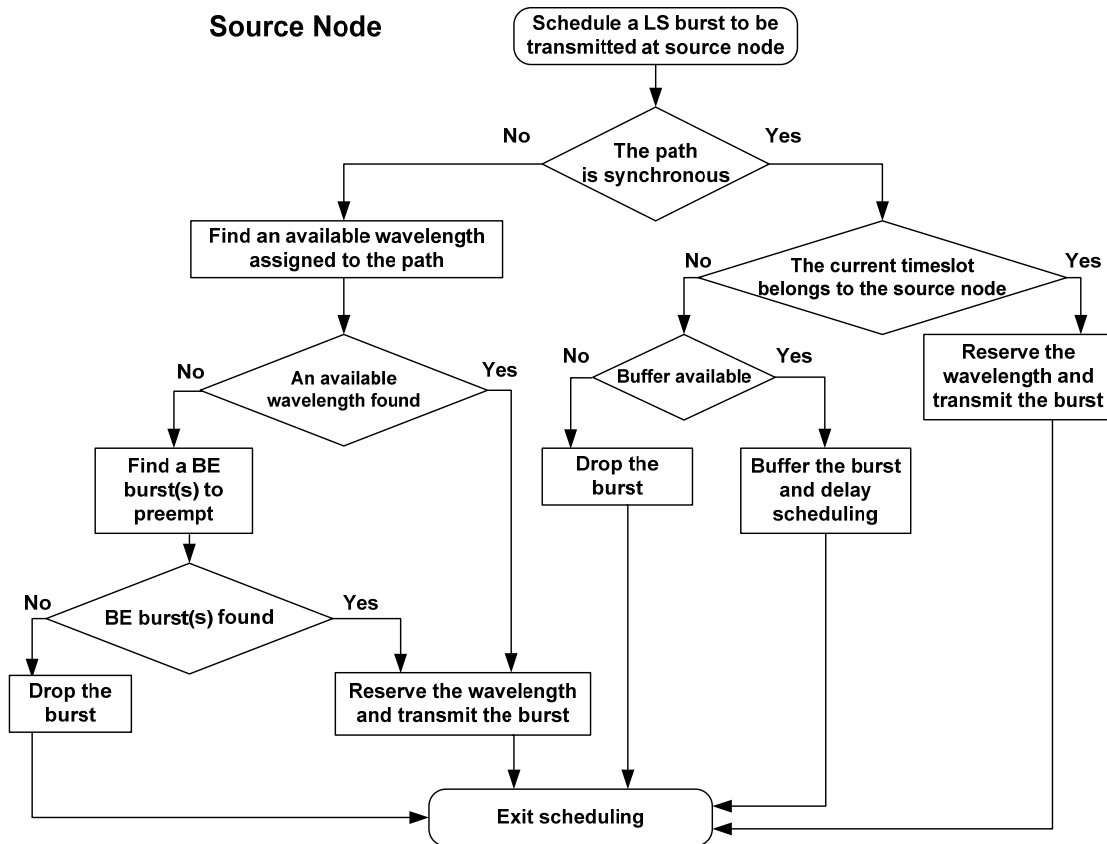 Source Node
Schedule a LS burst to be
transmitted at source node
No
Yes
The path
is synchronous
Find an available wavelength
assigned to the path
No
The current timeslot
belongs to the source node
Yes
No
An available
wavelength found
Yes
No
Buffer available
Yes
Reserve the
wavelength and
transmit the burst
Find a BE
burst(s) to
preempt
Drop the
burst
Buffer the burst
and delay
scheduling
No
BE burst(s) found
Yes
Drop the
burst
Reserve the wavelength
and transmit the burst
Exit scheduling